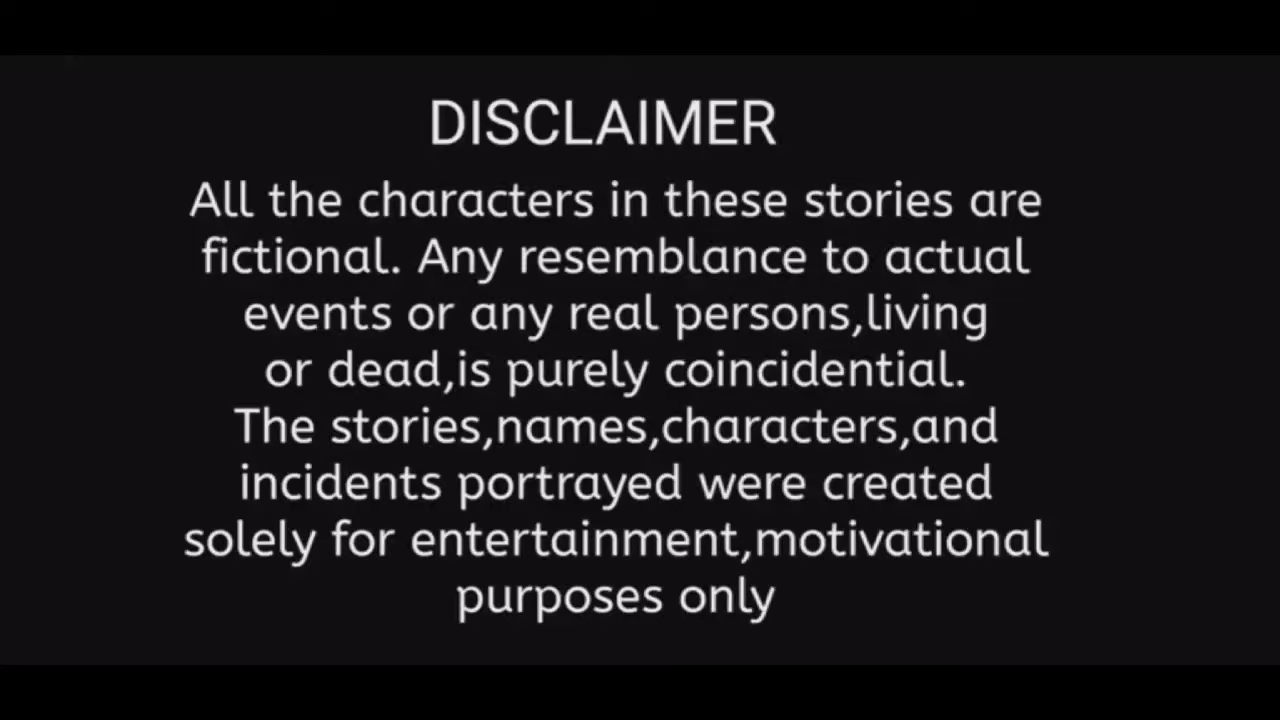 DISCLAIMER
All the characters in these stories are
fictional. Any resemblance to actual
events or any real persons,living
or dead,is purely coincidential.
The stories,names,characters,and
incidents portrayed were created
solely for entertainment,motivational
purposes only